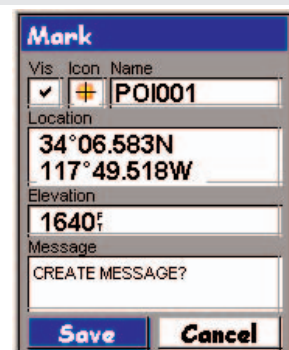 Mark
Vis Icon Name
POI001
Location
34°06.583N
117°49.518W
Elevation
1640FT
Message
CREATE MESSAGE?
Save Cancel